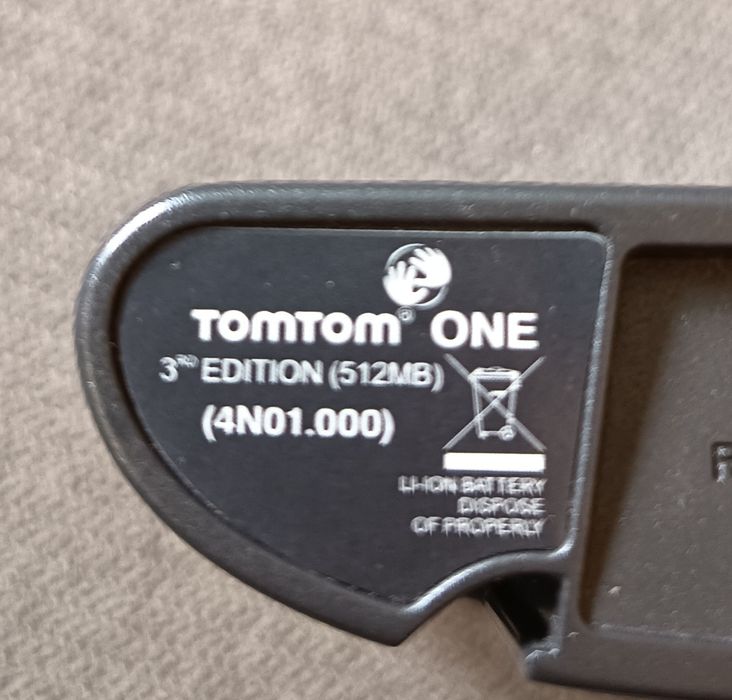 TOMTOM® ONE
3RD EDITION (512MB)
(4N01.000)
LI-ION BATTERY
DISPOSE
OF PROPERLY